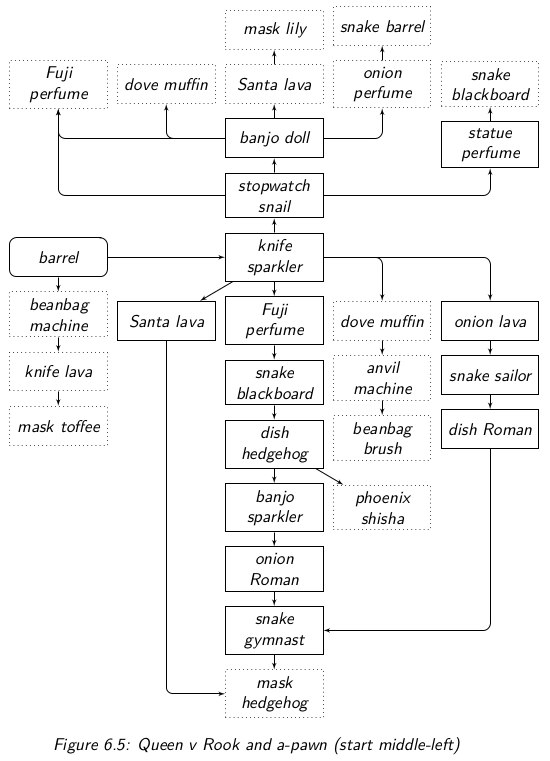 mask lily
snake barrel
Fuji
perfume
dove muffin
Santa lava
onion
perfume
snake
blackboard
banjo doll
statue
perfume
stopwatch
snail
barrel
knife
sparkler
beanbag
machine
Santa lava
Fuji
perfume
dove muffin
onion lava
knife lava
snake
blackboard
anvil
machine
snake sailor
mask toffee
dish
hedgehog
beanbag
brush
dish Roman
banjo
sparkler
phoenix
shisha
onion
Roman
snake
gymnast
mask
hedgehog
Figure 6.5: Queen v Rook and a-pawn (start middle-left)